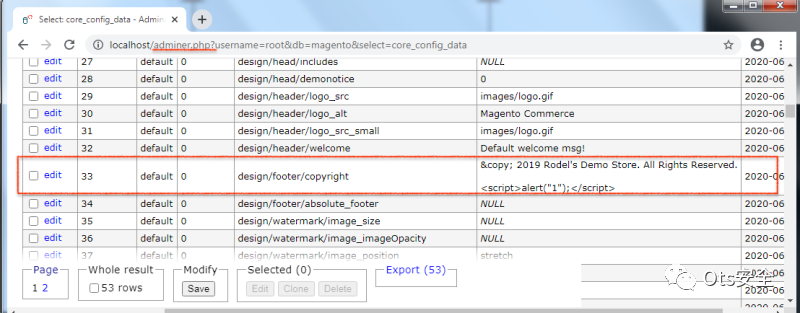 Select: core_config_data - Admin
localhost/adminer.php?username=root&db=magento&select=core_config_data
edit 27 default 0 design/head/includes NULL 2020-06
edit 28 default 0 design/head/demonotice 0 2020-06
edit 29 default 0 design/header/logo_src images/logo.gif 2020-06
edit 30 default 0 design/header/logo_alt Magento Commerce 2020-06
edit 31 default 0 design/header/logo_src_small images/logo.gif 2020-06
edit 32 default 0 design/header/welcome Default welcome msg! 2020-06
&copy; 2019 Rodel's Demo Store. All Rights Reserved.
edit 33 default 0 design/footer/copyright 2020-06
<script>alert("1");</script>
edit 34 default 0 design/footer/absolute_footer NULL 2020-06
edit 35 default 0 design/watermark/image_size NULL 2020-06
edit 36 default 0 design/watermark/image_imageOpacity NULL 2020-06
edit 37 default 0 design/watermark/image_position stretch 2020-06
Page Whole result Modify Selected (0) Export (53)
1 2 53 rows Save Edit Clone Delete
Ots安全